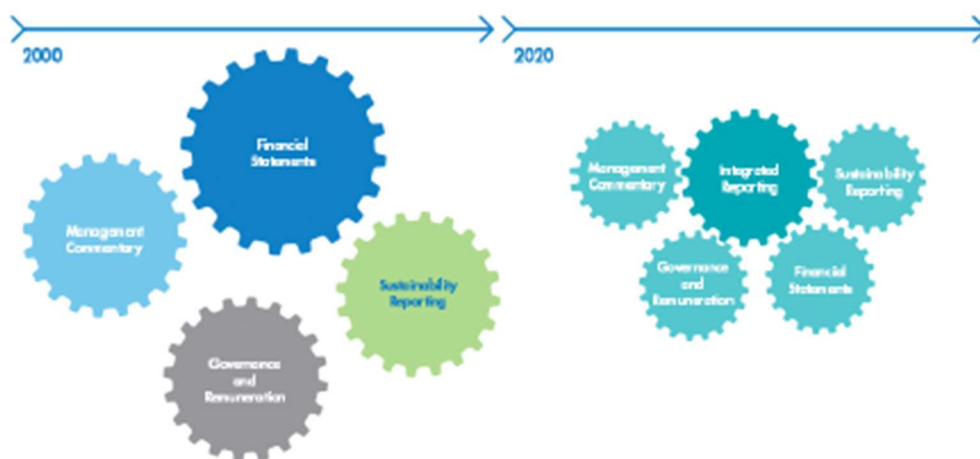 2000
2020
Financial
Statements
Management
Commentary
Sustainability
Reporting
Governance
and
Remuneration
Management
Commentary
Integrated
Reporting
Sustainability
Reporting
Governance
and
Remuneration
Financial
Statements